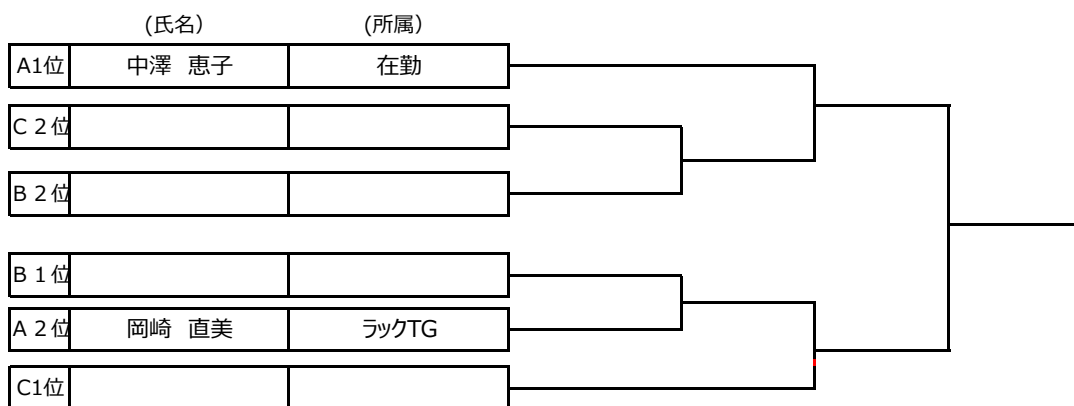 (氏名） (所属）
A1位 中澤　恵子 在勤
C２位
B２位
B１位
A２位 岡崎　直美 ラックTG
C1位